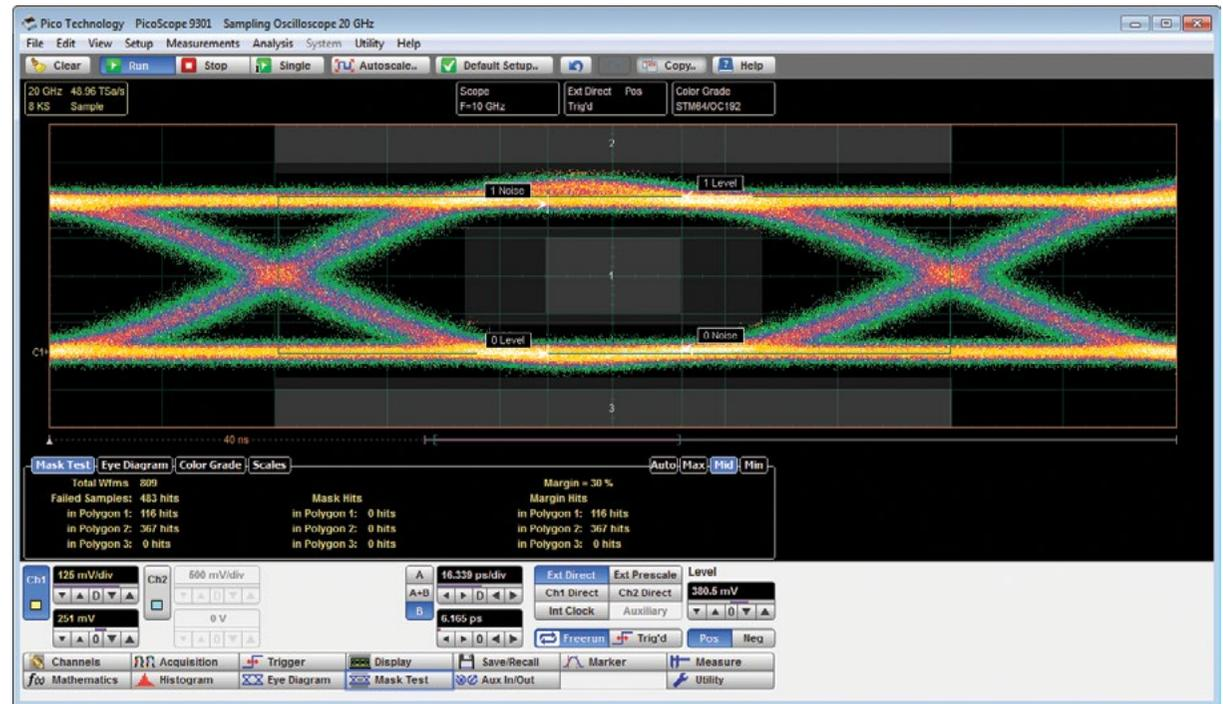 Pico Technology PicoScope 9301 Sampling Oscilloscope 20 GHz
File Edit View Setup Measurements Analysis System Utility Help
Clear Run Stop Single Autoscale.. Default Setup.. Copy.. Help
20 GHz 48.96 TSa/s
8 KS Sample
Scope
F=10 GHz
Ext Direct Pos
Trig'd
Color Grade
STM64/OC192
2
1 Noise
1 Level
1
0 Level
0 Noise
C1
3
40 ns
Mask Test Eye Diagram Color Grade Scales Auto Max Mid Min
Total Wfms 809 Margin = 30 %
Failed Samples: 483 hits Mask Hits Margin Hits
in Polygon 1: 116 hits in Polygon 1: 0 hits in Polygon 1: 116 hits
in Polygon 2: 367 hits in Polygon 2: 0 hits in Polygon 2: 367 hits
in Polygon 3: 0 hits in Polygon 3: 0 hits in Polygon 3: 0 hits
Ch1 125 mV/div Ch2 500 mV/div A 16.339 ps/div Ext Direct Ext Prescale Level
D D A+B D Ch1 Direct Ch2 Direct 380.5 mV
251 mV 0 V B 6.165 ps Int Clock Auxiliary 0
0 0 0 Freerun Trig'd Pos Neg
Channels Acquisition Trigger Display Save/Recall Marker Measure
f(x) Mathematics Histogram Eye Diagram Mask Test Aux In/Out Utility